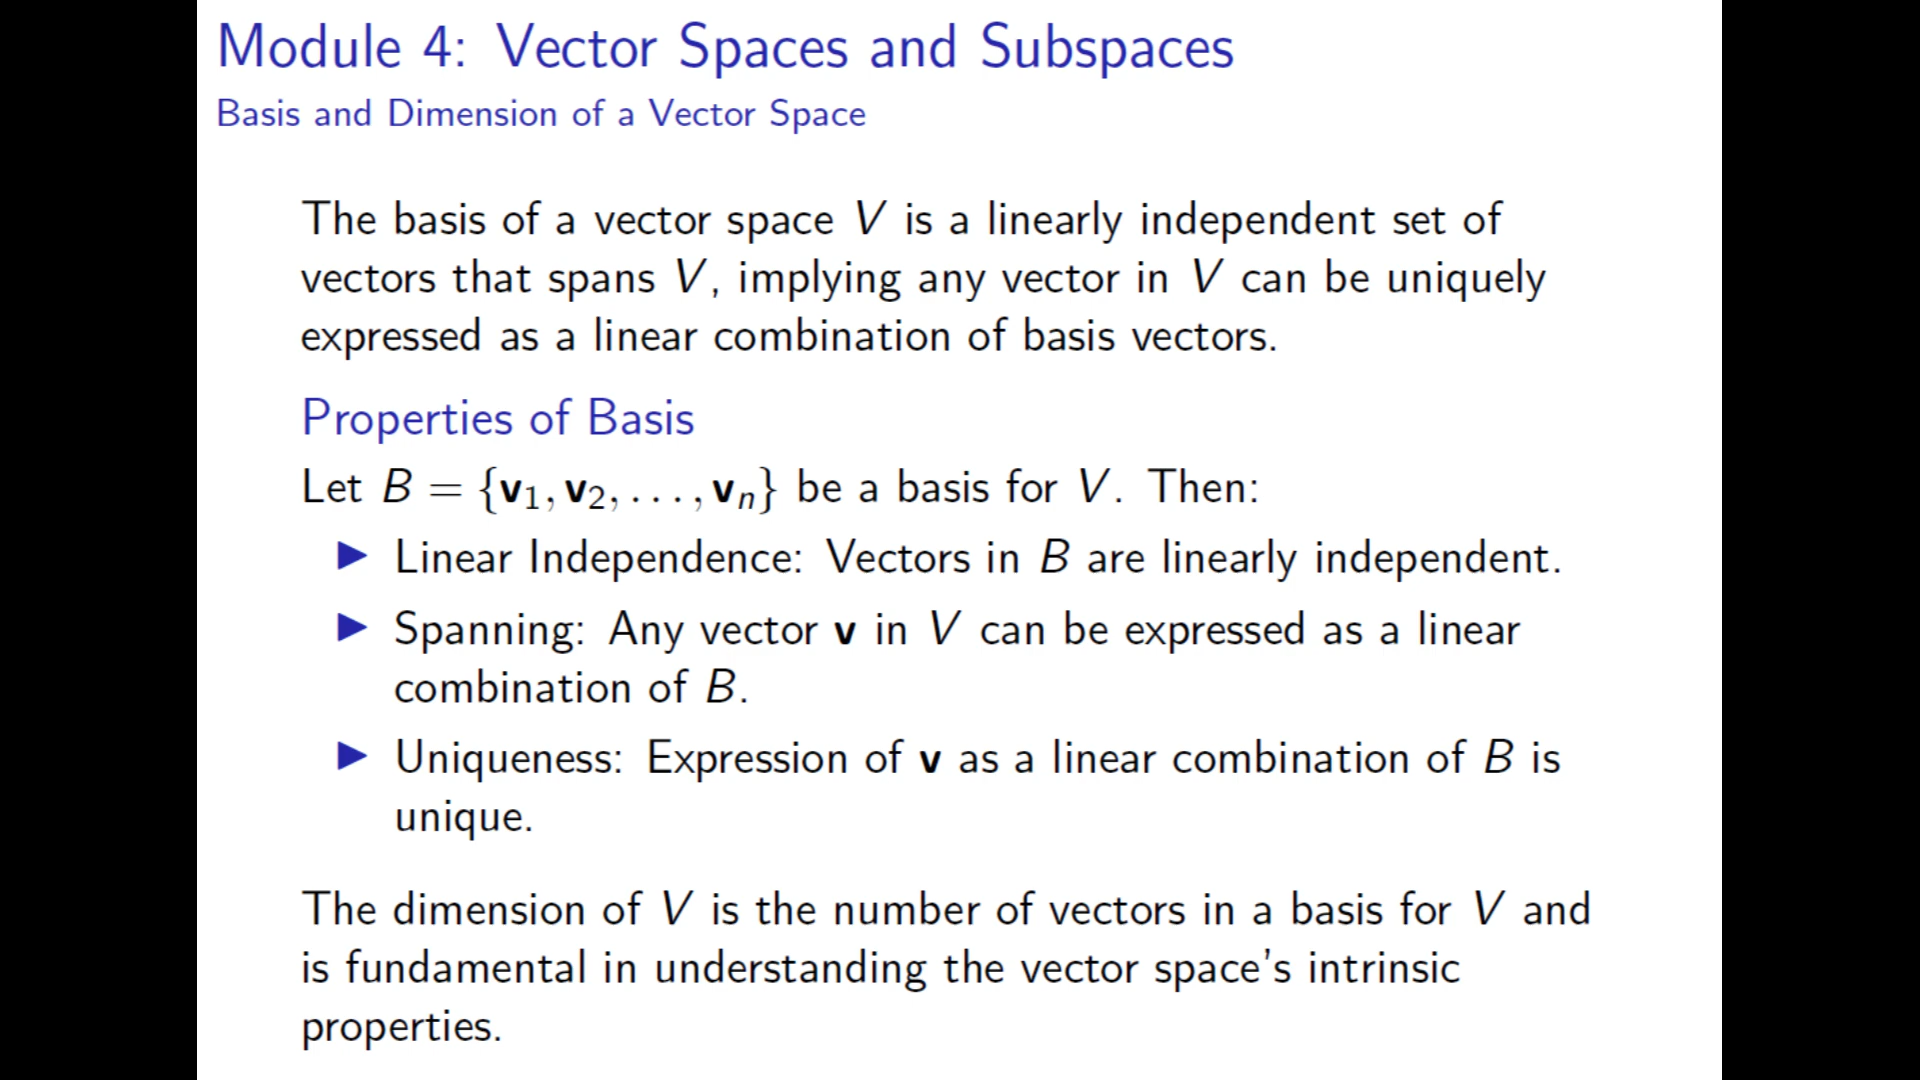 Module 4: Vector Spaces and Subspaces
Basis and Dimension of a Vector Space
The basis of a vector space V is a linearly independent set of
vectors that spans V, implying any vector in V can be uniquely
expressed as a linear combination of basis vectors.
Properties of Basis
Let B = {v₁, v₂, . . . , vₙ} be a basis for V. Then:
▶ Linear Independence: Vectors in B are linearly independent.
▶ Spanning: Any vector v in V can be expressed as a linear
combination of B.
▶ Uniqueness: Expression of v as a linear combination of B is
unique.
The dimension of V is the number of vectors in a basis for V and
is fundamental in understanding the vector space's intrinsic
properties.